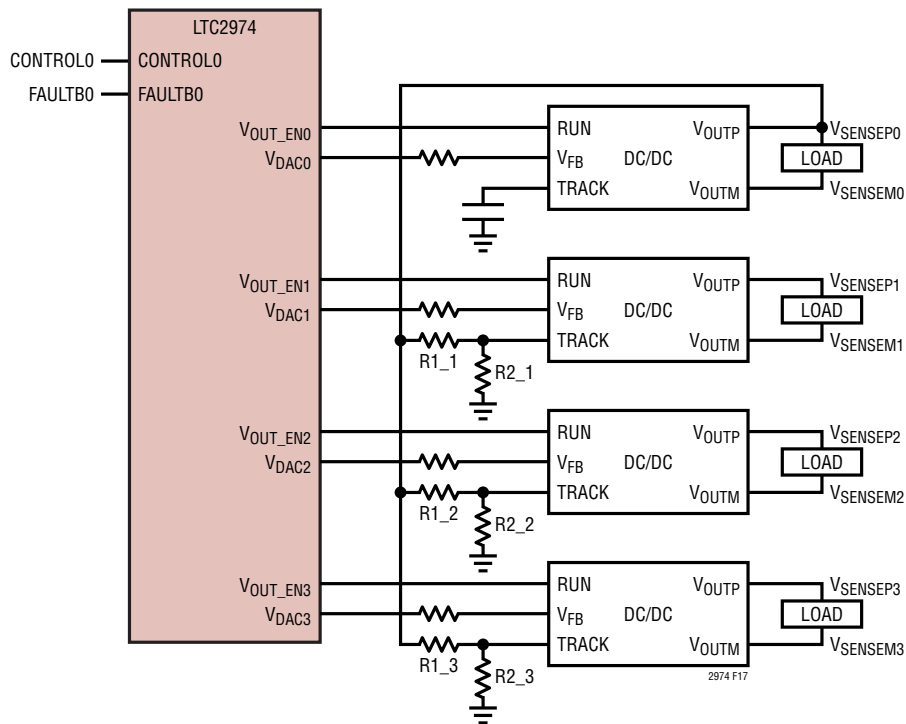 LTC2974
CONTROL0
CONTROL0
FAULTB0
FAULTB0
VOUT_EN0
RUN
VOUTP
VSENSEP0
VDAC0
VFB
DC/DC
LOAD
TRACK
VOUTM
VSENSEM0
VOUT_EN1
RUN
VOUTP
VSENSEP1
VDAC1
VFB
DC/DC
LOAD
TRACK
VOUTM
VSENSEM1
R1_1
R2_1
VOUT_EN2
RUN
VOUTP
VSENSEP2
VDAC2
VFB
DC/DC
LOAD
TRACK
VOUTM
VSENSEM2
R1_2
R2_2
VOUT_EN3
RUN
VOUTP
VSENSEP3
VDAC3
VFB
DC/DC
LOAD
TRACK
VOUTM
VSENSEM3
R1_3
R2_3
2974 F17